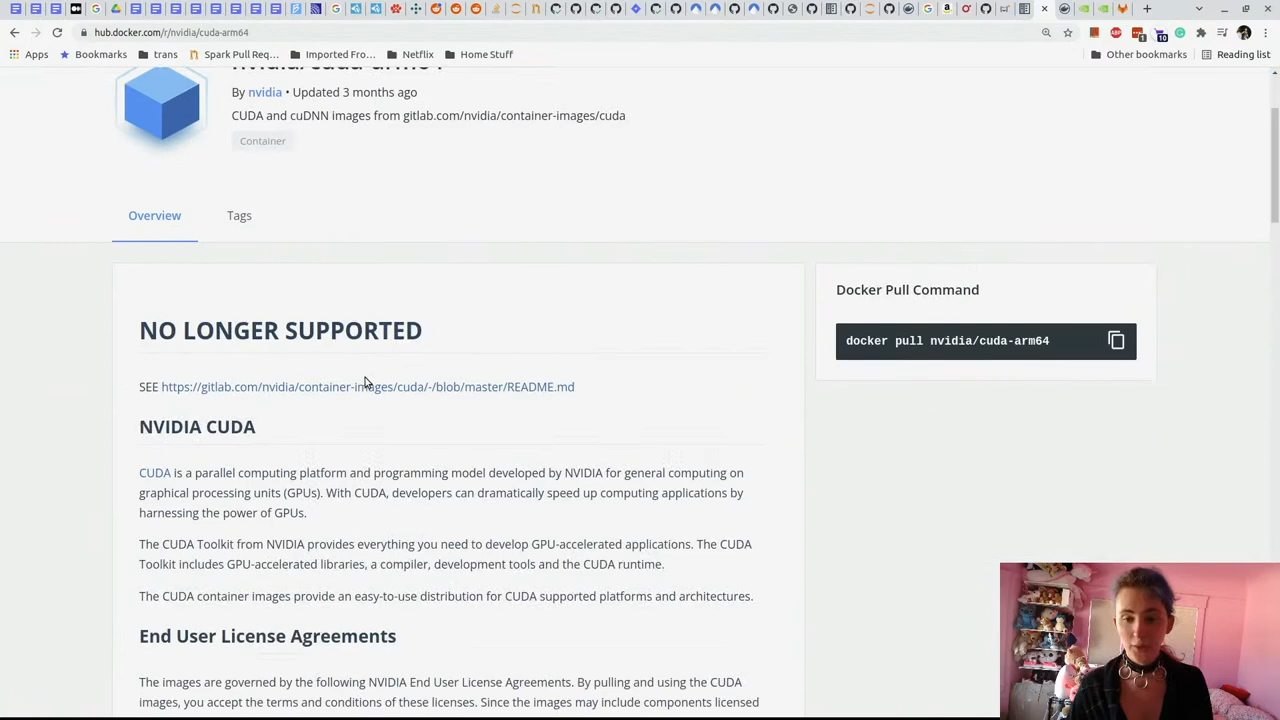 hub.docker.com/r/nvidia/cuda-arm64
Apps
Bookmarks
trans
Spark Pull Req...
Imported Fro...
Netflix
Home Stuff
Other bookmarks
Reading list
nvidia/cuda-arm64
By nvidia • Updated 3 months ago
CUDA and cuDNN images from gitlab.com/nvidia/container-images/cuda
Container
Overview
Tags
NO LONGER SUPPORTED
SEE https://gitlab.com/nvidia/container-images/cuda/-/blob/master/README.md
NVIDIA CUDA
CUDA is a parallel computing platform and programming model developed by NVIDIA for general computing on
graphical processing units (GPUs). With CUDA, developers can dramatically speed up computing applications by
harnessing the power of GPUs.
The CUDA Toolkit from NVIDIA provides everything you need to develop GPU-accelerated applications. The CUDA
Toolkit includes GPU-accelerated libraries, a compiler, development tools and the CUDA runtime.
The CUDA container images provide an easy-to-use distribution for CUDA supported platforms and architectures.
End User License Agreements
The images are governed by the following NVIDIA End User License Agreements. By pulling and using the CUDA
images, you accept the terms and conditions of these licenses. Since the images may include components licensed
Docker Pull Command
docker pull nvidia/cuda-arm64